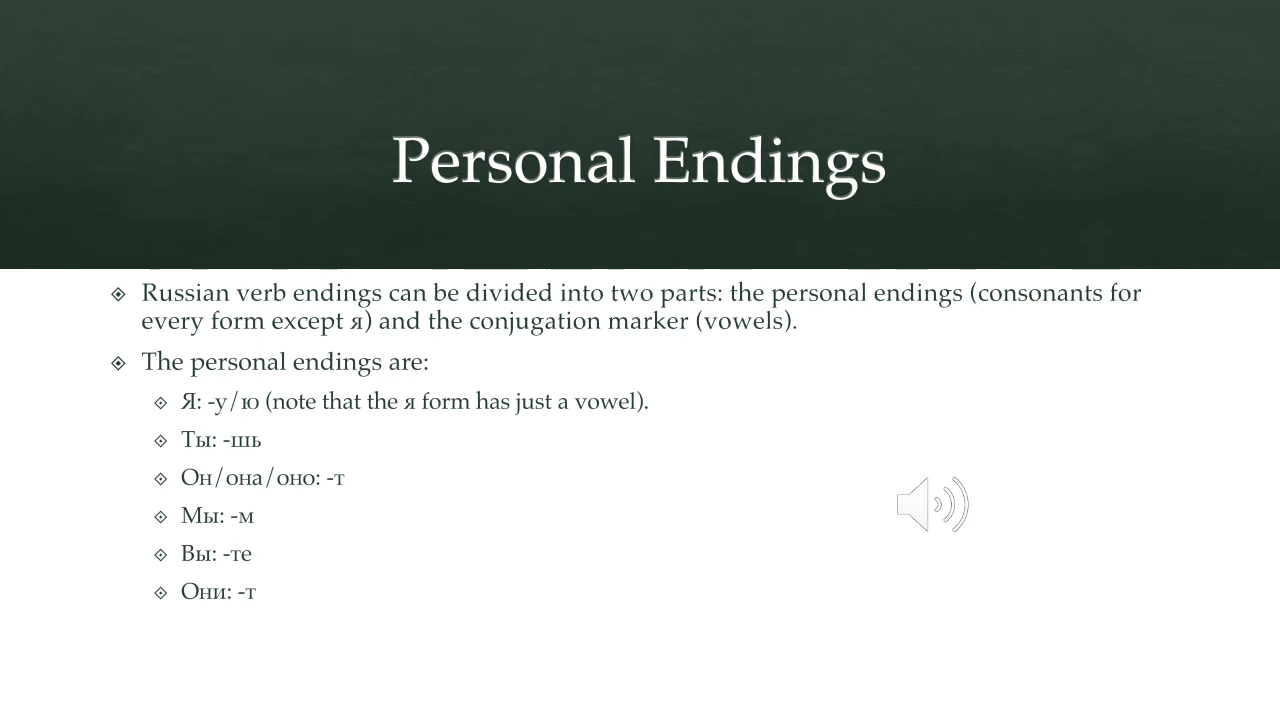 Personal Endings
Russian verb endings can be divided into two parts: the personal endings (consonants for
every form except я) and the conjugation marker (vowels).
The personal endings are:
Я: -у/ю (note that the я form has just a vowel).
Ты: -шь
Он/она/оно: -т
Мы: -м
Вы: -те
Они: -т